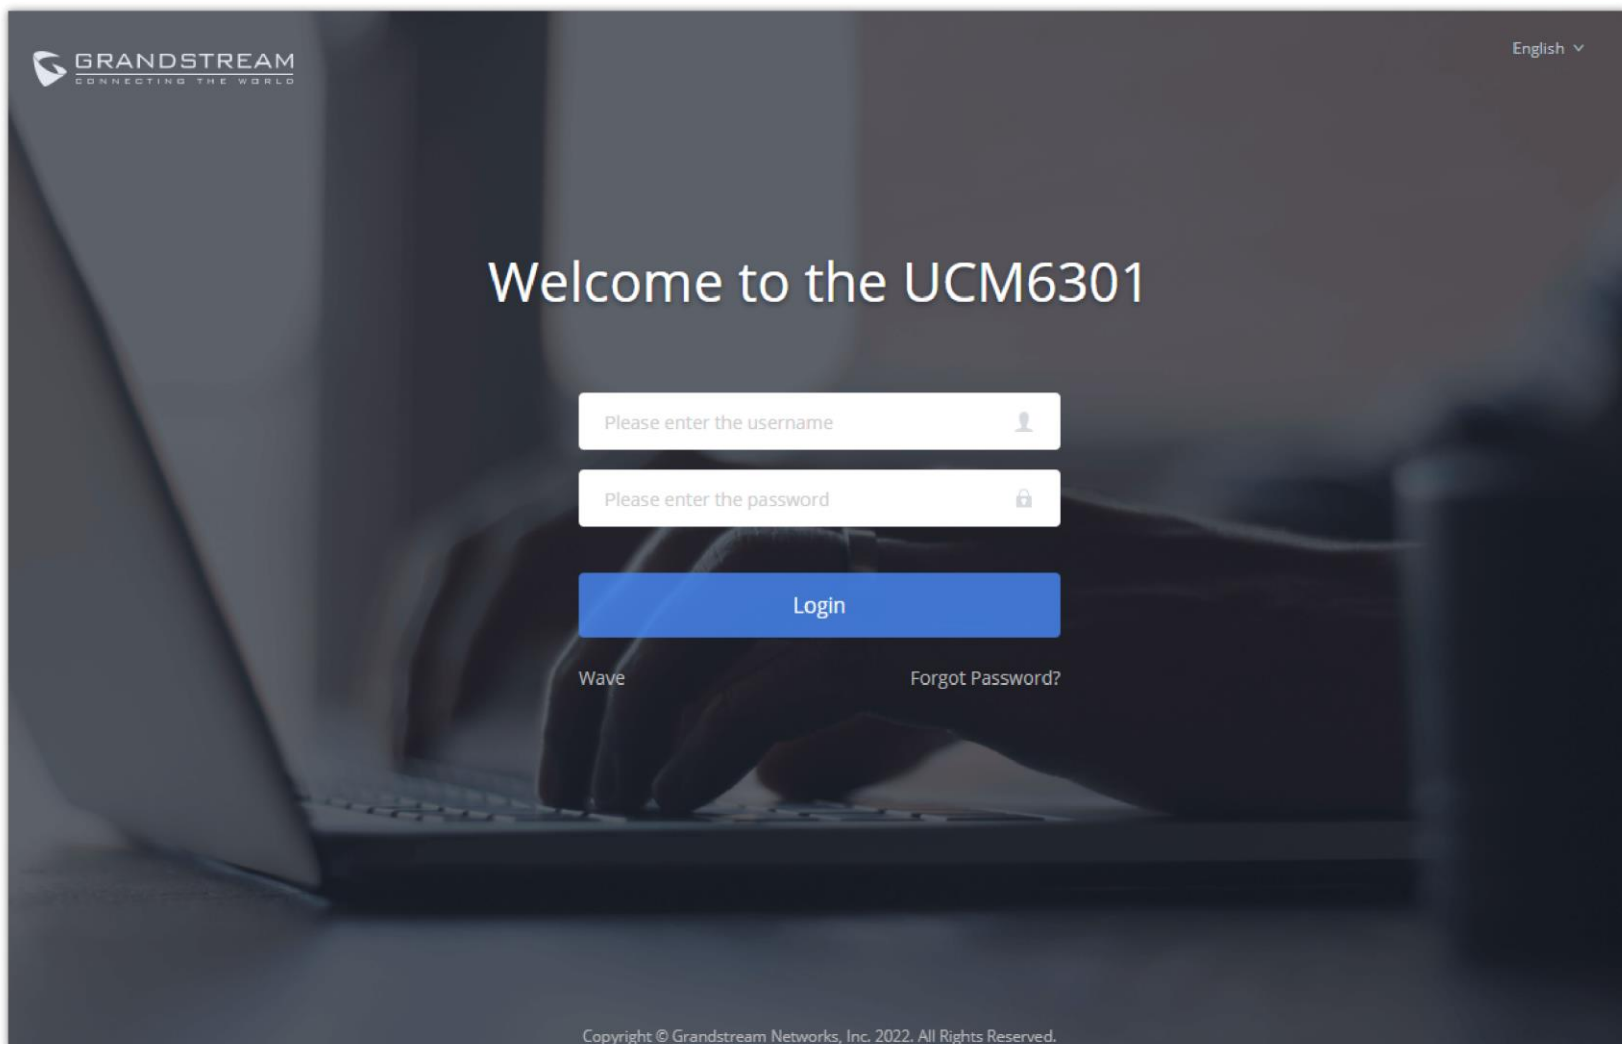 GRANDSTREAM
CONNECTING THE WORLD
English
Welcome to the UCM6301
Please enter the username
Please enter the password
Login
Wave
Forgot Password?
Copyright © Grandstream Networks, Inc. 2022. All Rights Reserved.